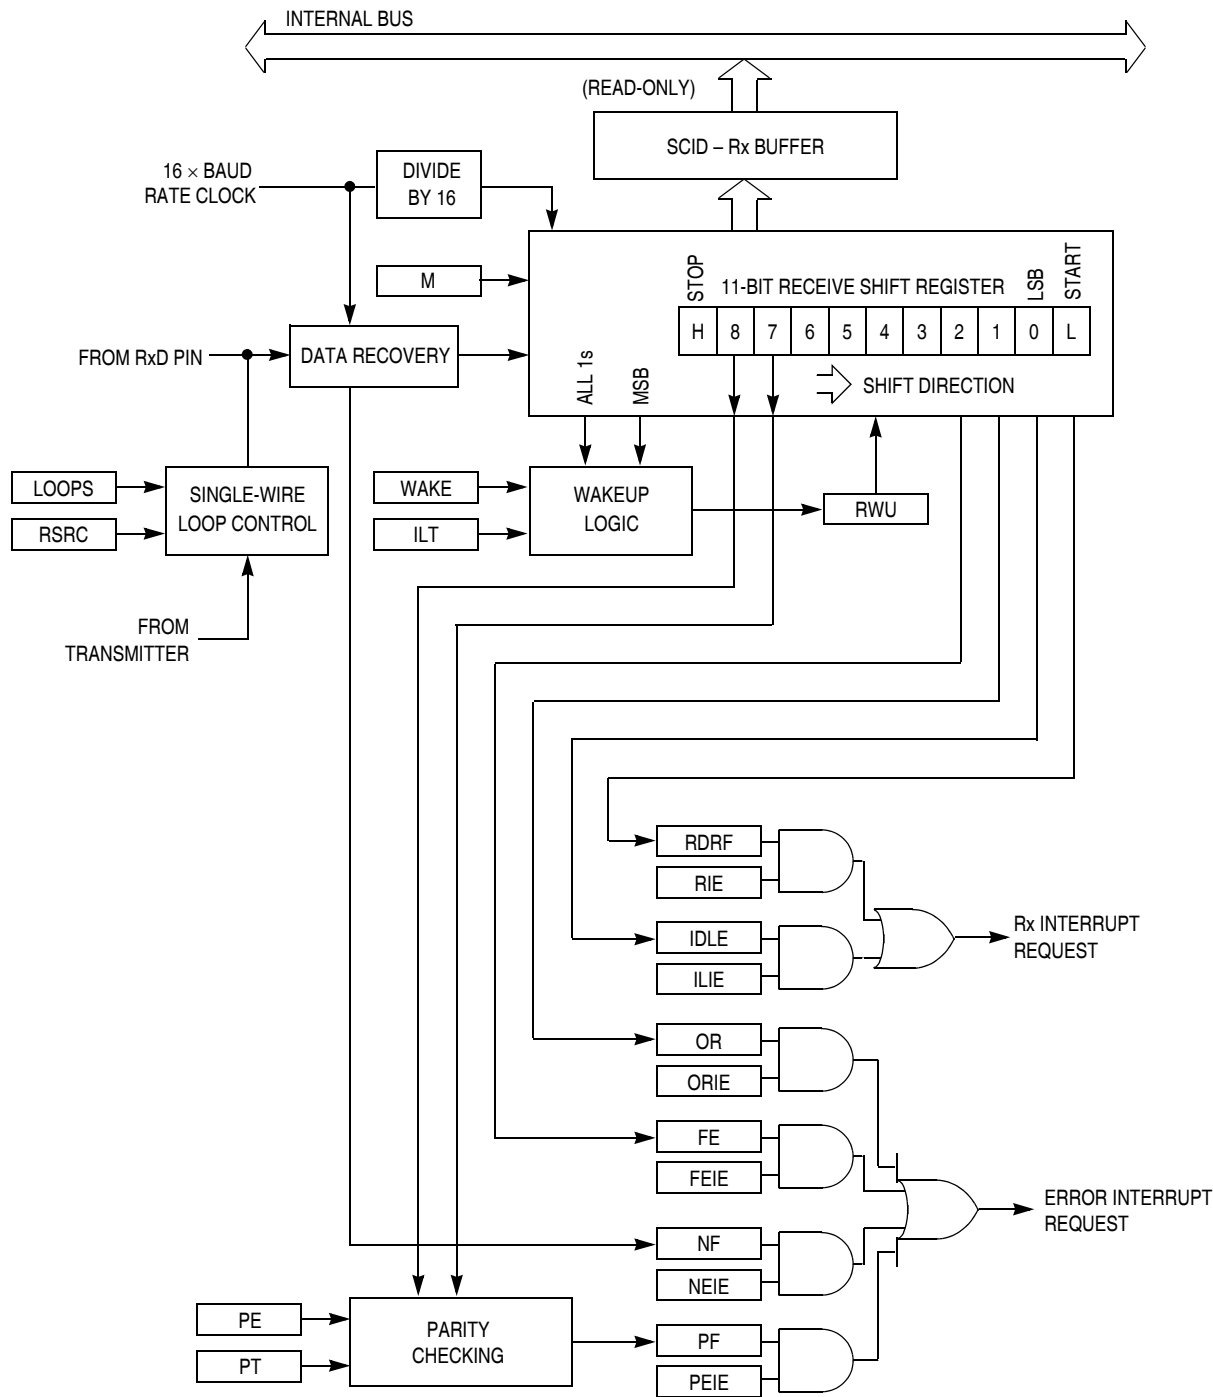 INTERNAL BUS
(READ-ONLY)
SCID – Rx BUFFER
16 × BAUD
RATE CLOCK
DIVIDE
BY 16
M
STOP
11-BIT RECEIVE SHIFT REGISTER
LSB
START
H 8 7 6 5 4 3 2 1 0 L
FROM RxD PIN
DATA RECOVERY
ALL 1s
MSB
SHIFT DIRECTION
LOOPS
RSRC
SINGLE-WIRE
LOOP CONTROL
WAKE
ILT
WAKEUP
LOGIC
RWU
FROM
TRANSMITTER
RDRF
RIE
IDLE
ILIE
Rx INTERRUPT
REQUEST
OR
ORIE
FE
FEIE
ERROR INTERRUPT
REQUEST
NF
NEIE
PE
PT
PARITY
CHECKING
PF
PEIE